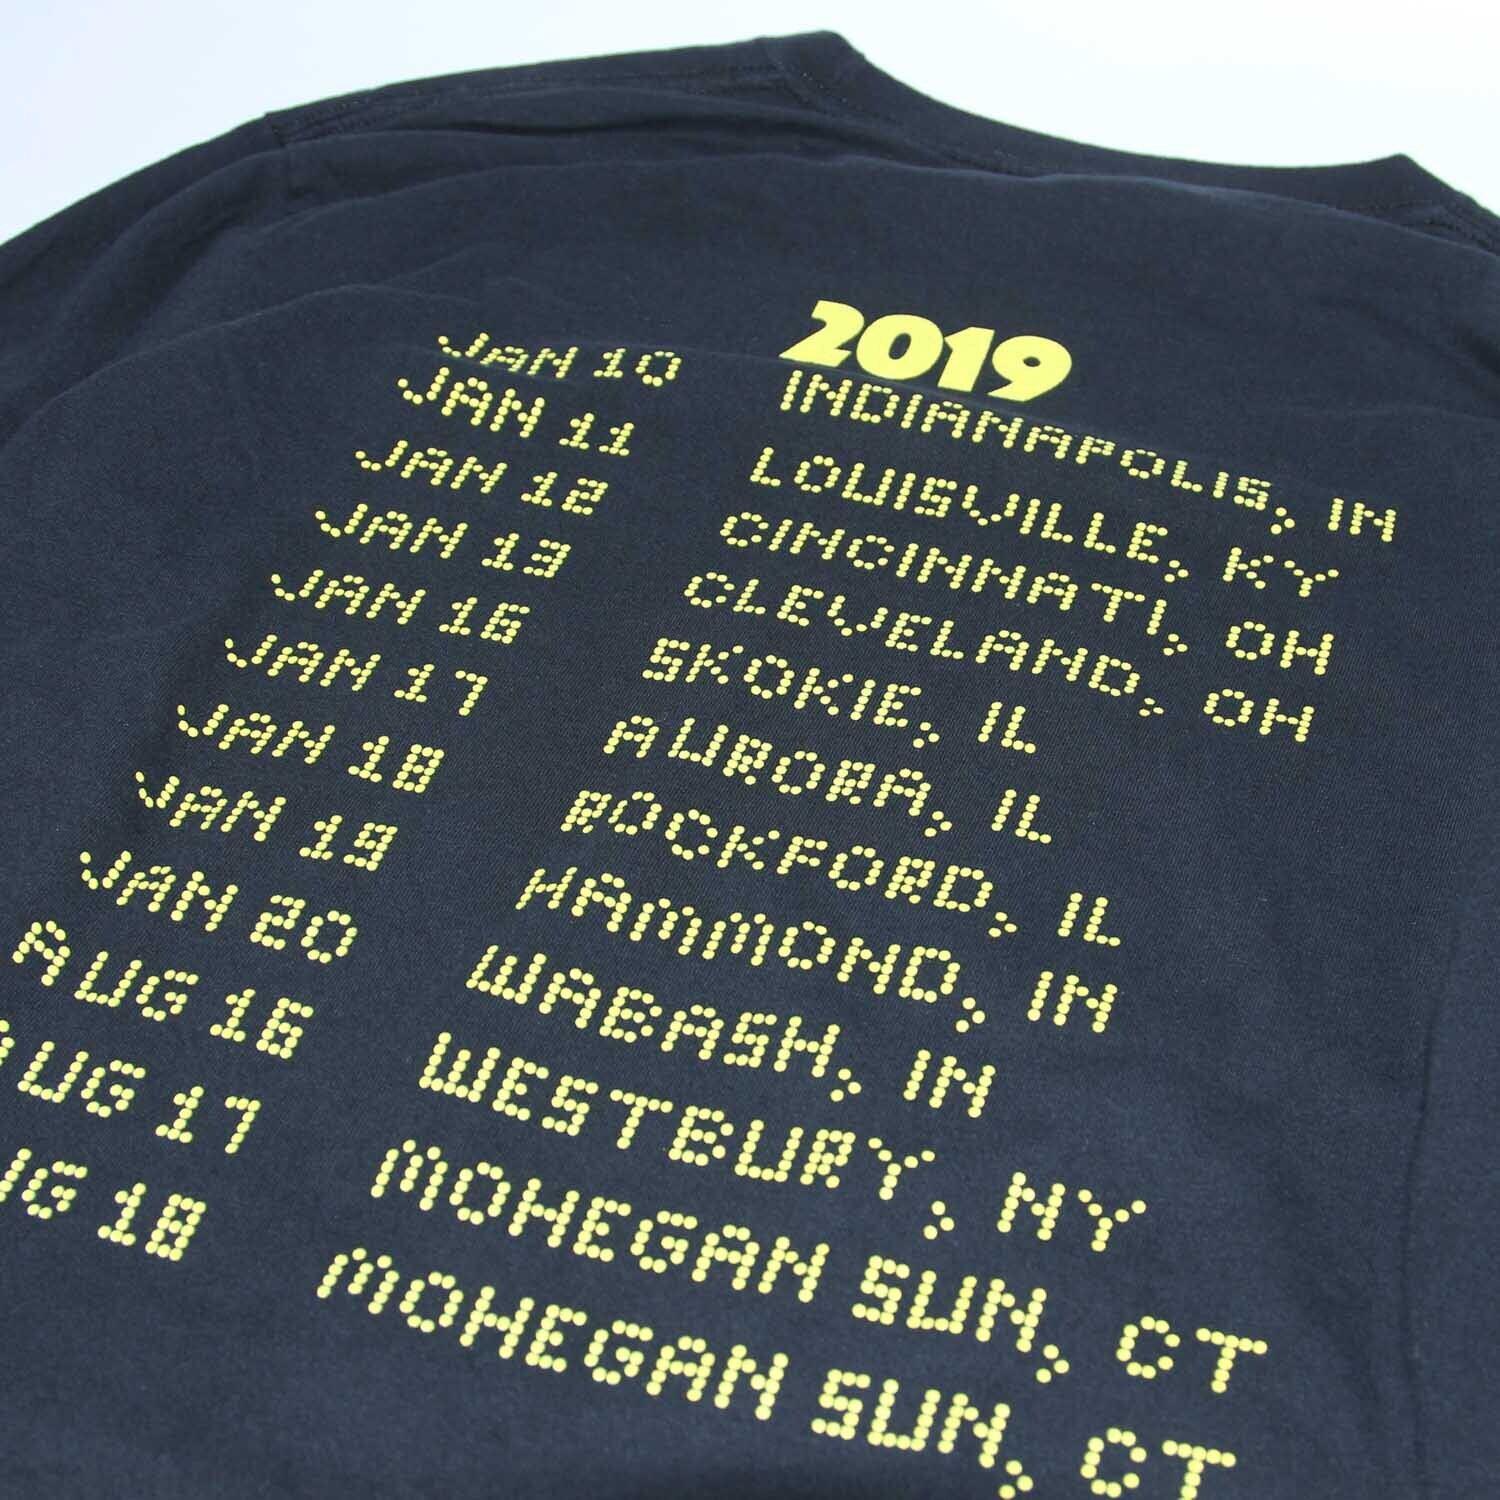 2019
JAN 10 INDIANAPOLIS, IN
JAN 11 LOUISVILLE, KY
JAN 12 CINCINNATI, OH
JAN 13 CLEVELAND, OH
JAN 16 SKOKIE, IL
JAN 17 AURORA, IL
JAN 18 ROCKFORD, IL
JAN 19 HAMMOND, IN
JAN 20 WABASH, IN
AUG 16 WESTBURY, NY
AUG 17 MOHEGAN SUN, CT
UG 18 MOHEGAN SUN, CT